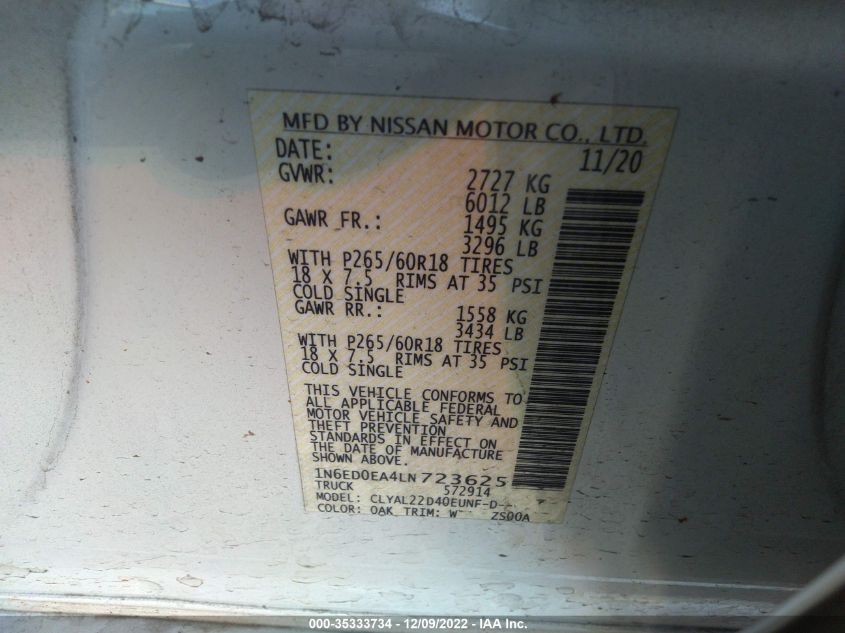 MFD BY NISSAN MOTOR CO., LTD.
DATE: 11/20
GVWR: 2727 KG
6012 LB
GAWR FR.: 1495 KG
3296 LB
WITH P265/60R18 TIRES
18 X 7.5 RIMS AT 35 PSI
COLD SINGLE
GAWR RR.: 1558 KG
3434 LB
WITH P265/60R18 TIRES
18 X 7.5 RIMS AT 35 PSI
COLD SINGLE
THIS VEHICLE CONFORMS TO
ALL APPLICABLE FEDERAL
MOTOR VEHICLE SAFETY AND
THEFT PREVENTION
STANDARDS IN EFFECT ON
THE DATE OF MANUFACTURE
SHOWN ABOVE.
1N6ED0EA4LN723625
TRUCK 572914
MODEL: CLYAL22D40EUNF-D--
COLOR: QAK TRIM: W ZS00A
000-35333734 - 12/09/2022 - © IAA Inc.